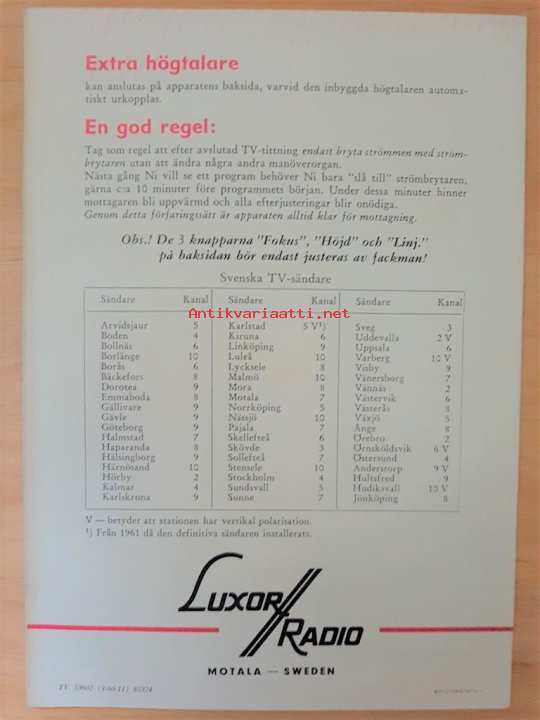 Extra högtalare
kan anslutas på apparatens baksida, varvid den inbyggda högtalaren automa-
tiskt urkopplas.
En god regel:
Tag som regel att efter avslutad TV-tittning endast bryta strömmen med ström-
brytaren utan att ändra några andra manöverorgan.
Nästa gång Ni vill se ett program behöver Ni bara "slå till" strömbrytaren,
gärna c:a 10 minuter före programmets början. Under dessa minuter hinner
mottagaren bli uppvärmd och alla efterjusteringar blir onödiga.
Genom detta förfaringssätt är apparaten alltid klar för mottagning.
Obs.! De 3 knapparna "Fokus", "Höjd" och "Linj."
på baksidan bör endast justeras av fackman!
Svenska TV-sändare
Sändare Kanal Sändare Kanal Sändare Kanal
Antikvariaatti.net
Arvidsjaur 5 Karlstad 5 V¹) Sveg 3
Boden 4 Kiruna 6 Uddevalla 2 V
Bollnäs 6 Linköping 9 Uppsala 6
Borlänge 10 Luleå 10 Varberg 10 V
Borås 6 Lycksele 8 Visby 9
Bäckefors 8 Malmö 10 Vänersborg 7
Dorotea 9 Mora 8 Vännäs 2
Emmaboda 8 Motala 7 Västervik 6
Gällivare 9 Norrköping 5 Västerås 8
Gävle 9 Nässjö 10 Växjö 5
Göteborg 9 Pajala 7 Ånge 8
Halmstad 7 Skellefteå 6 Örebro 2
Haparanda 8 Skövde 3 Örnsköldsvik 6 V
Hälsingborg 9 Sollefteå 7 Östersund 4
Härnösand 10 Stensele 10 Anderstorp 9 V
Hörby 2 Stockholm 4 Hultsfred 9
Kalmar 4 Sundsvall 5 Hudiksvall 10 V
Karlskrona 9 Sunne 7 Jönköping 8
V — betyder att stationen har vertikal polarisation.
¹) Från 1961 då den definitiva sändaren installerats.
LUXOR RADIO
MOTALA — SWEDEN